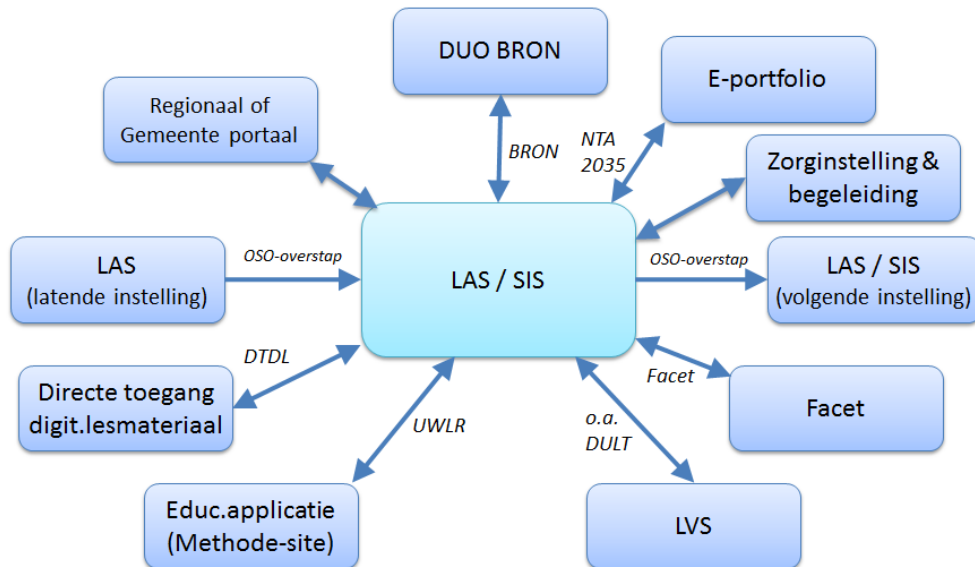 DUO BRON
E-portfolio
Regionaal of
Gemeente portaal
BRON
NTA
2035
Zorginstelling &
begeleiding
LAS
(latende instelling)
OSO-overstap
LAS / SIS
OSO-overstap
LAS / SIS
(volgende instelling)
DTDL
Directe toegang
digit.lesmateriaal
UWLR
o.a.
DULT
Facet
Facet
Educ.applicatie
(Methode-site)
LVS